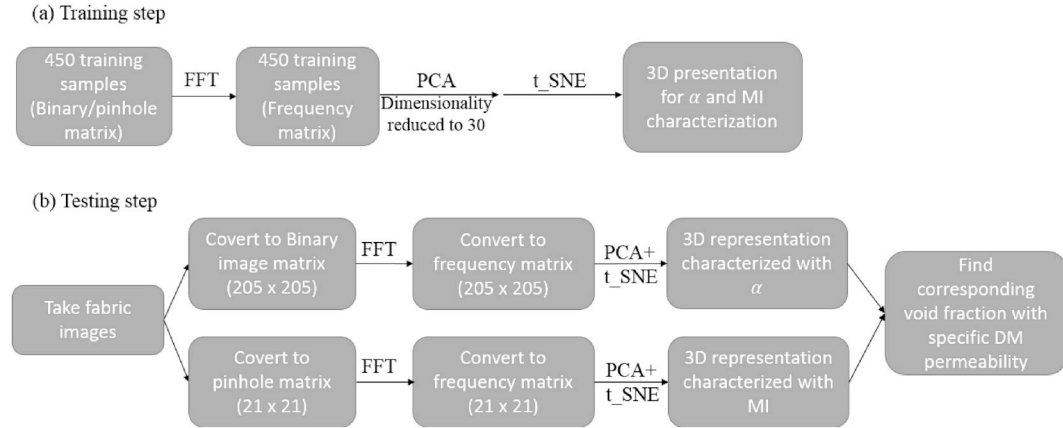 (a) Training step
450 training
samples
(Binary/pinhole
matrix)
FFT
450 training
samples
(Frequency
matrix)
PCA
Dimensionality
reduced to 30
t_SNE
3D presentation
for α and MI
characterization
(b) Testing step
Take fabric
images
Covert to Binary
image matrix
(205 x 205)
FFT
Convert to
frequency matrix
(205 x 205)
PCA+
t_SNE
3D representation
characterized with
α
Covert to
pinhole matrix
(21 x 21)
FFT
Convert to
frequency matrix
(21 x 21)
PCA+
t_SNE
3D representation
characterized with
MI
Find
corresponding
void fraction with
specific DM
permeability